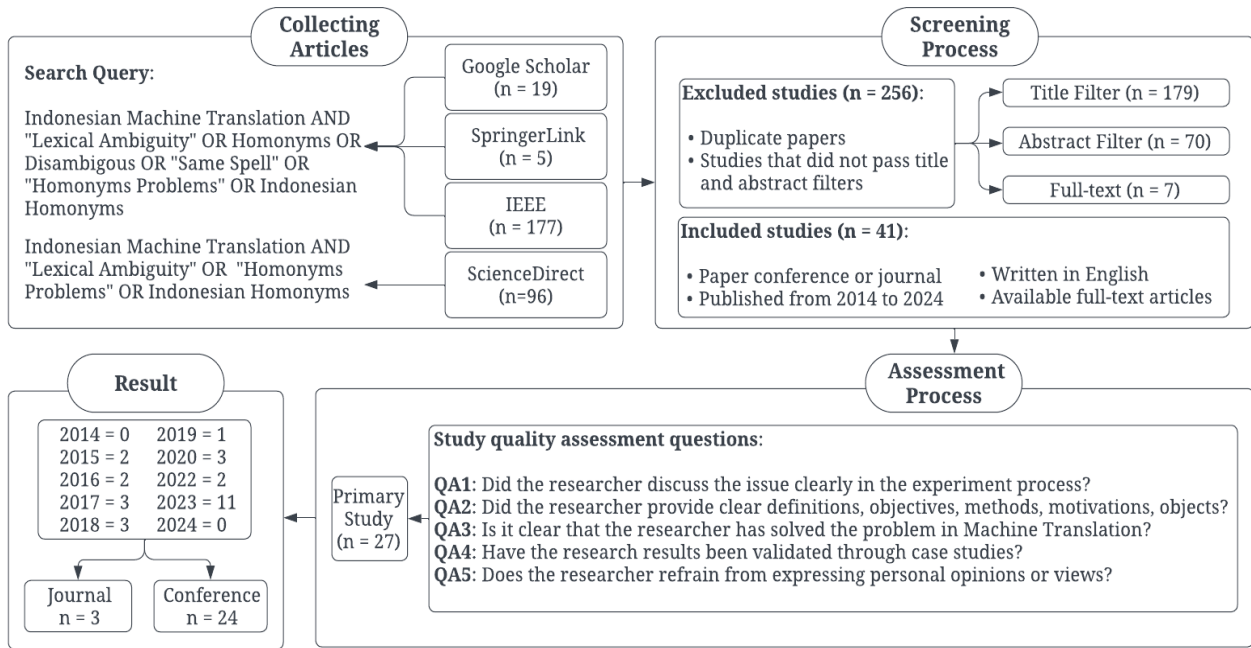 Collecting
Articles
Search Query:
Indonesian Machine Translation AND
"Lexical Ambiguity" OR Homonyms OR
Disambigous OR "Same Spell" OR
"Homonyms Problems" OR Indonesian
Homonyms
Indonesian Machine Translation AND
"Lexical Ambiguity" OR "Homonyms
Problems" OR Indonesian Homonyms
Google Scholar
(n = 19)
SpringerLink
(n = 5)
IEEE
(n = 177)
ScienceDirect
(n=96)
Screening
Process
Excluded studies (n = 256):
• Duplicate papers
• Studies that did not pass title
and abstract filters
Title Filter (n = 179)
Abstract Filter (n = 70)
Full-text (n = 7)
Included studies (n = 41):
• Paper conference or journal
• Published from 2014 to 2024
• Written in English
• Available full-text articles
Assessment
Process
Study quality assessment questions:
QA1: Did the researcher discuss the issue clearly in the experiment process?
QA2: Did the researcher provide clear definitions, objectives, methods, motivations, objects?
QA3: Is it clear that the researcher has solved the problem in Machine Translation?
QA4: Have the research results been validated through case studies?
QA5: Does the researcher refrain from expressing personal opinions or views?
Primary
Study
(n = 27)
Result
2014 = 0 2019 = 1
2015 = 2 2020 = 3
2016 = 2 2022 = 2
2017 = 3 2023 = 11
2018 = 3 2024 = 0
Journal
n = 3
Conference
n = 24